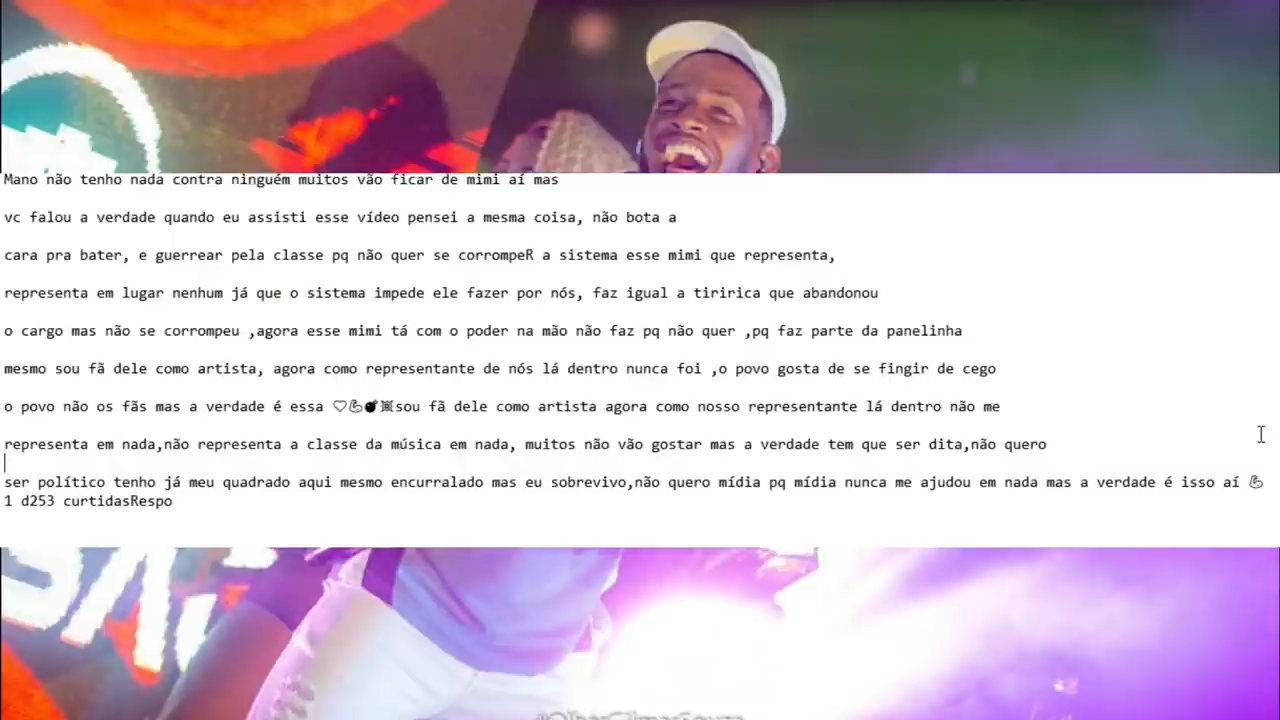 Mano não tenho nada contra ninguém muitos vão ficar de mimi aí mas
vc falou a verdade quando eu assisti esse vídeo pensei a mesma coisa, não bota a
cara pra bater, e guerrear pela classe pq não quer se corrompeR a sistema esse mimi que representa,
representa em lugar nenhum já que o sistema impede ele fazer por nós, faz igual a tiririca que abandonou
o cargo mas não se corrompeu ,agora esse mimi tá com o poder na mão não faz pq não quer ,pq faz parte da panelinha
mesmo sou fã dele como artista, agora como representante de nós lá dentro nunca foi ,o povo gosta de se fingir de cego
o povo não os fãs mas a verdade é essa ♡💪💣☠sou fã dele como artista agora como nosso representante lá dentro não me
representa em nada,não representa a classe da música em nada, muitos não vão gostar mas a verdade tem que ser dita,não quero
ser político tenho já meu quadrado aqui mesmo encurralado mas eu sobrevivo,não quero mídia pq mídia nunca me ajudou em nada mas a verdade é isso aí 💪
1 d253 curtidasRespo